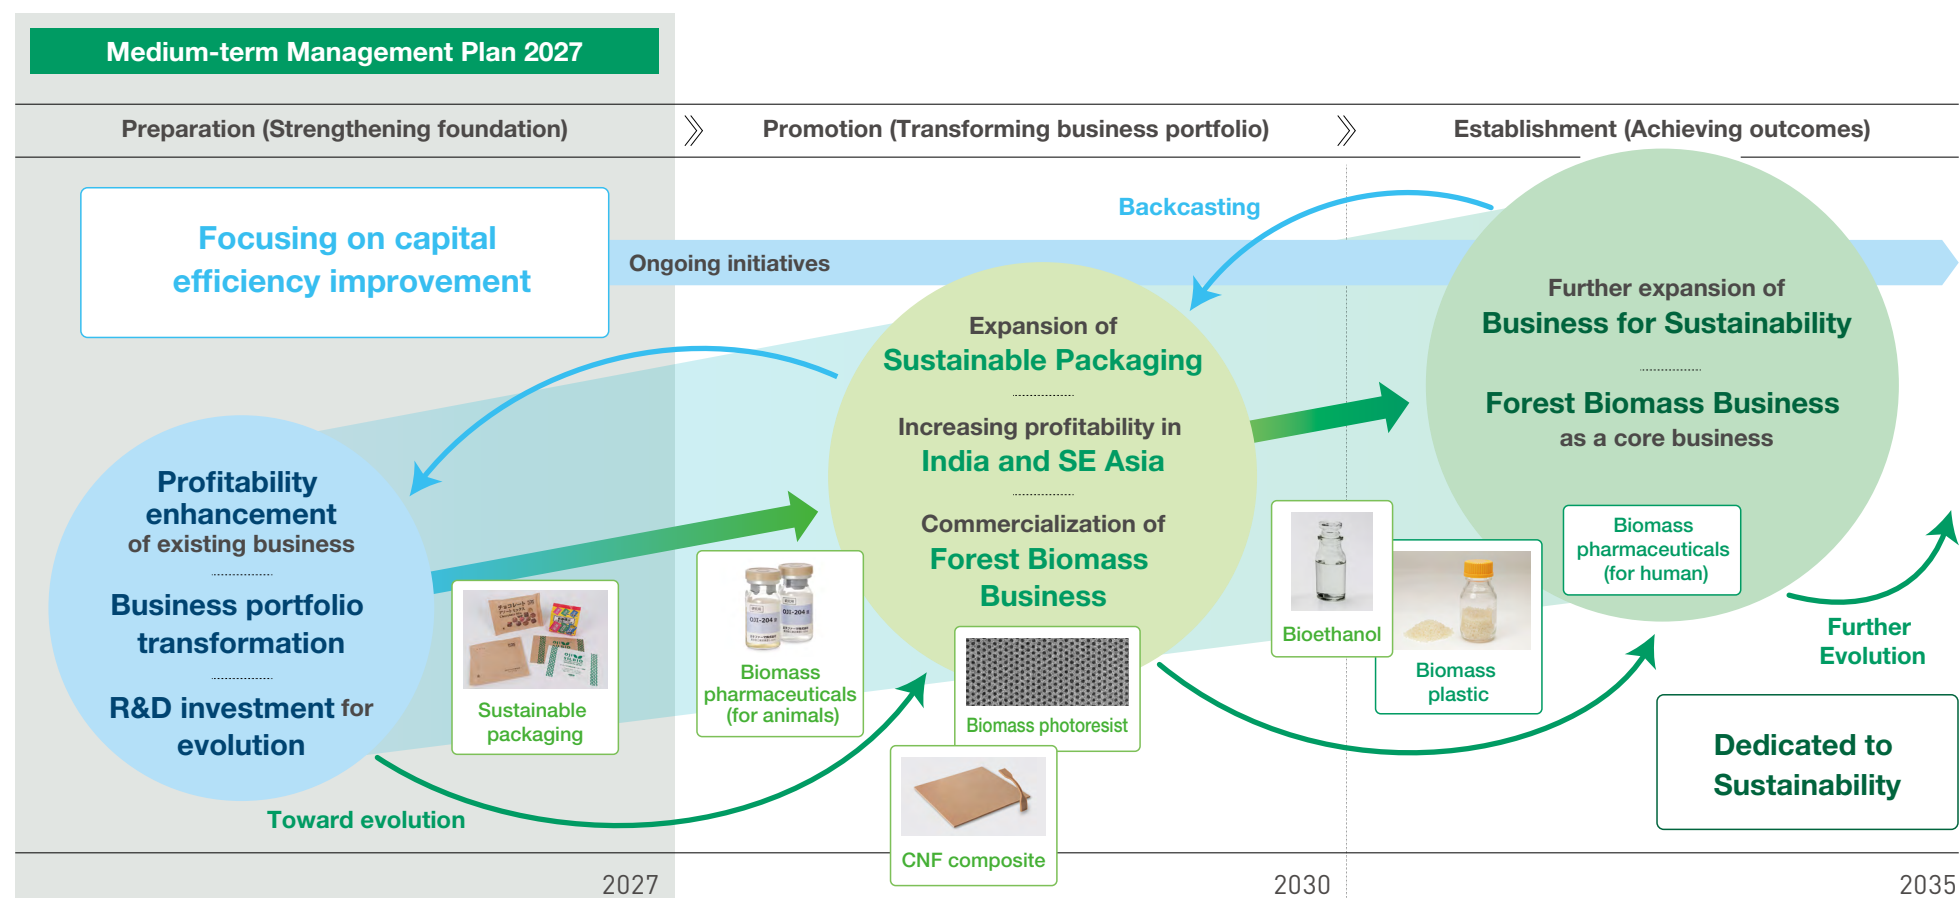 Medium-term Management Plan 2027
Preparation (Strengthening foundation)
Promotion (Transforming business portfolio)
Establishment (Achieving outcomes)
Focusing on capital
efficiency improvement
Ongoing initiatives
Backcasting
Profitability
enhancement
of existing business
Business portfolio
transformation
R&D investment for
evolution
Expansion of
Sustainable Packaging
Increasing profitability in
India and SE Asia
Commercialization of
Forest Biomass
Business
Further expansion of
Business for Sustainability
Forest Biomass Business
as a core business
Sustainable
packaging
OJI-204
OJI-204
Biomass
pharmaceuticals
(for animals)
Biomass photoresist
CNF composite
Bioethanol
Biomass
plastic
Biomass
pharmaceuticals
(for human)
Toward evolution
Further
Evolution
Dedicated to
Sustainability
2027
2030
2035